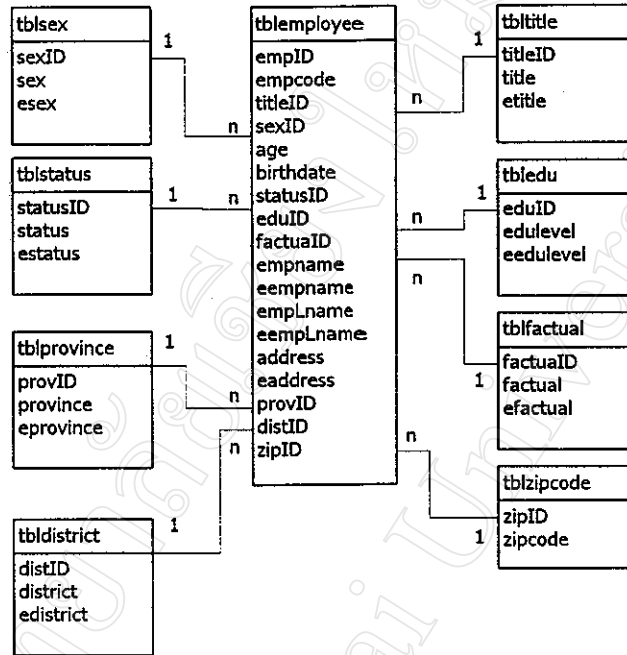 tblsex
sexID
sex
esex
1
n
tblstatus
statusID
status
estatus
1
n
tblprovince
provID
province
eprovince
1
n
tbldistrict
distID
district
edistrict
1
n
tblemployee
empID
empcode
titleID
sexID
age
birthdate
statusID
eduID
factuaID
empname
eempname
empLname
eempLname
address
eaddress
provID
distID
zipID
tbltitle
titleID
title
etitle
1
n
tbledu
eduID
edulevel
eedulevel
1
n
tblfactual
factuaID
factual
efactual
1
n
tblzipcode
zipID
zipcode
1
n